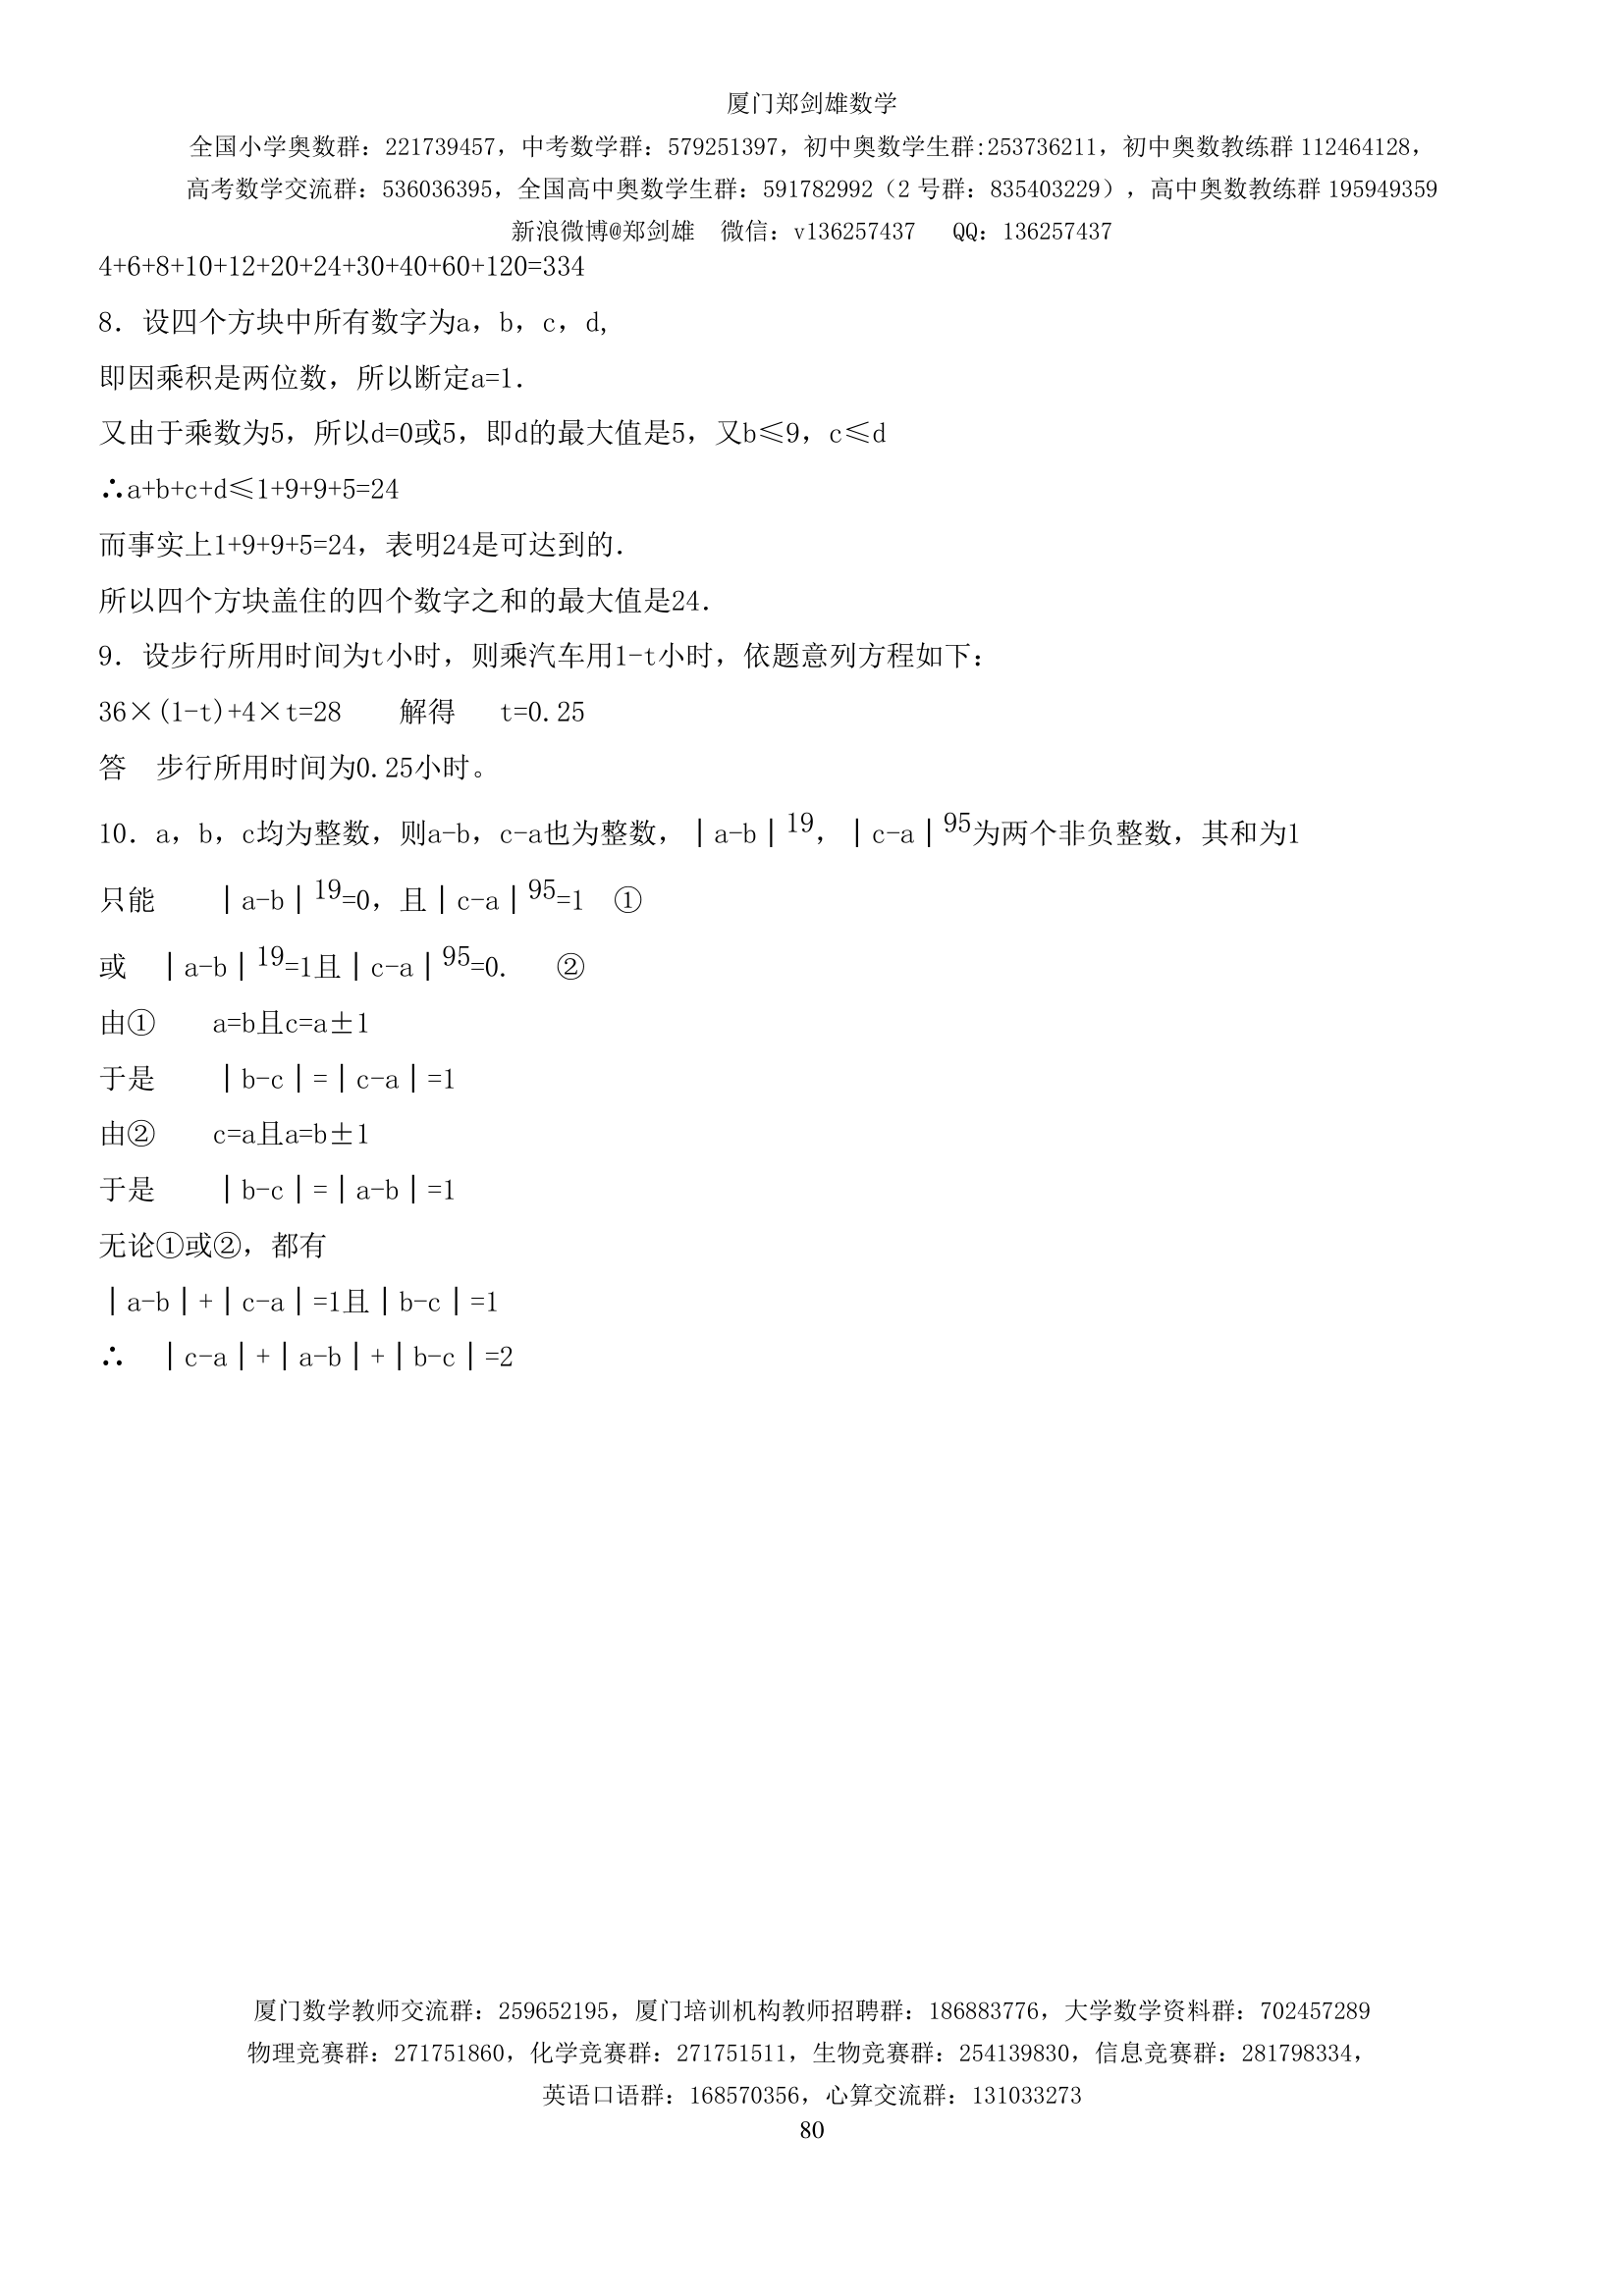 厦门郑剑雄数学
全国小学奥数群：221739457，中考数学群：579251397，初中奥数学生群:253736211，初中奥数教练群 112464128，
高考数学交流群：536036395，全国高中奥数学生群：591782992（2 号群：835403229），高中奥数教练群 195949359
新浪微博@郑剑雄　微信：v136257437　QQ：136257437
4+6+8+10+12+20+24+30+40+60+120=334
8．设四个方块中所有数字为a，b，c，d,
即因乘积是两位数，所以断定a=1．
又由于乘数为5，所以d=0或5，即d的最大值是5，又b≤9，c≤d
∴a+b+c+d≤1+9+9+5=24
而事实上1+9+9+5=24，表明24是可达到的．
所以四个方块盖住的四个数字之和的最大值是24．
9．设步行所用时间为t小时，则乘汽车用1-t小时，依题意列方程如下：
36×(1-t)+4×t=28　　解得　 t=0.25
答　步行所用时间为0.25小时。
10．a，b，c均为整数，则a-b，c-a也为整数，｜a-b｜¹⁹，｜c-a｜⁹⁵为两个非负整数，其和为1
只能　　｜a-b｜¹⁹=0，且｜c-a｜⁹⁵=1　①
或　｜a-b｜¹⁹=1且｜c-a｜⁹⁵=0．　②
由①　　a=b且c=a±1
于是　　｜b-c｜=｜c-a｜=1
由②　　c=a且a=b±1
于是　　｜b-c｜=｜a-b｜=1
无论①或②，都有
｜a-b｜+｜c-a｜=1且｜b-c｜=1
∴　｜c-a｜+｜a-b｜+｜b-c｜=2
厦门数学教师交流群：259652195，厦门培训机构教师招聘群：186883776，大学数学资料群：702457289
物理竞赛群：271751860，化学竞赛群：271751511，生物竞赛群：254139830，信息竞赛群：281798334，
英语口语群：168570356，心算交流群：131033273
80